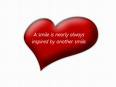 A smile is nearly always
inspired by another smile.